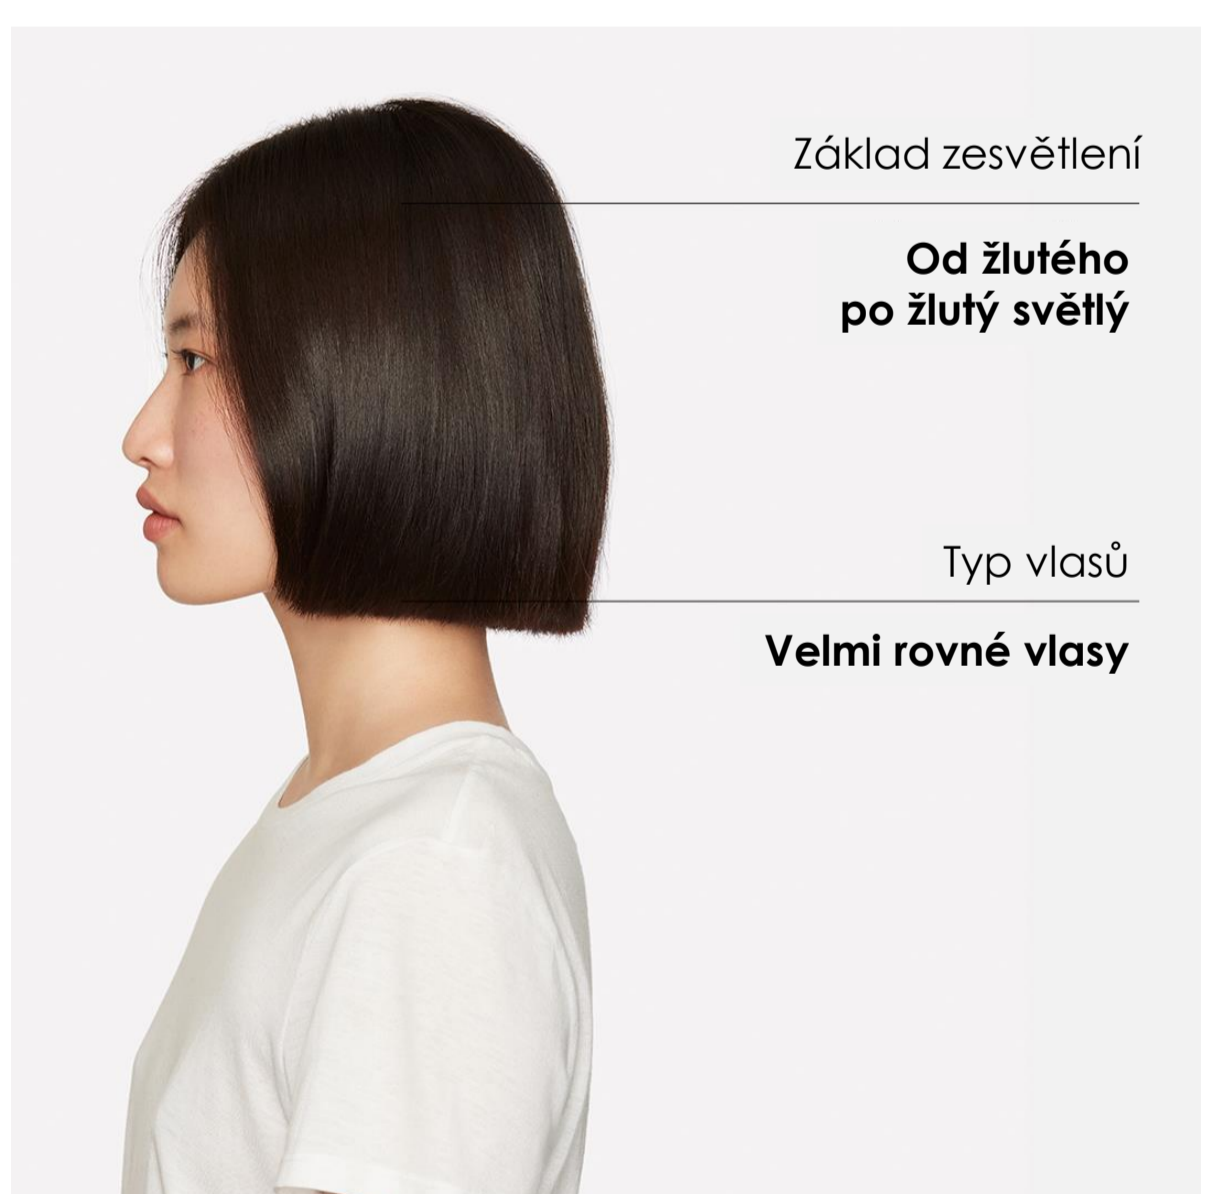 Základ zesvětlení
Od žlutého
po žlutý světlý
Typ vlasů
Velmi rovné vlasy